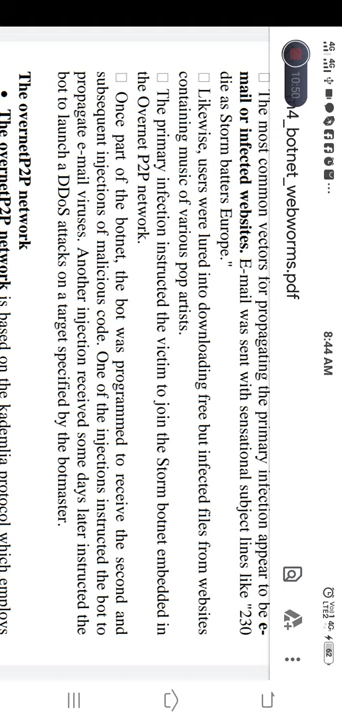 8:44 AM
Vo)) 4G
LTE2
62
10:50
14_botnet_webworms.pdf
□ The most common vectors for propagating the primary infection appear to be e-
mail or infected websites. E-mail was sent with sensational subject lines like "230
die as Storm batters Europe."
□ Likewise, users were lured into downloading free but infected files from websites
containing music of various pop artists.
□ The primary infection instructed the victim to join the Storm botnet embedded in
the Overnet P2P network.
□ Once part of the botnet, the bot was programmed to receive the second and
subsequent injections of malicious code. One of the injections instructed the bot to
propagate e-mail viruses. Another injection received some days later instructed the
bot to launch a DDoS attacks on a target specified by the botmaster.
The overnetP2P network
• The overnetP2P network is based on the kademlia protocol which employs